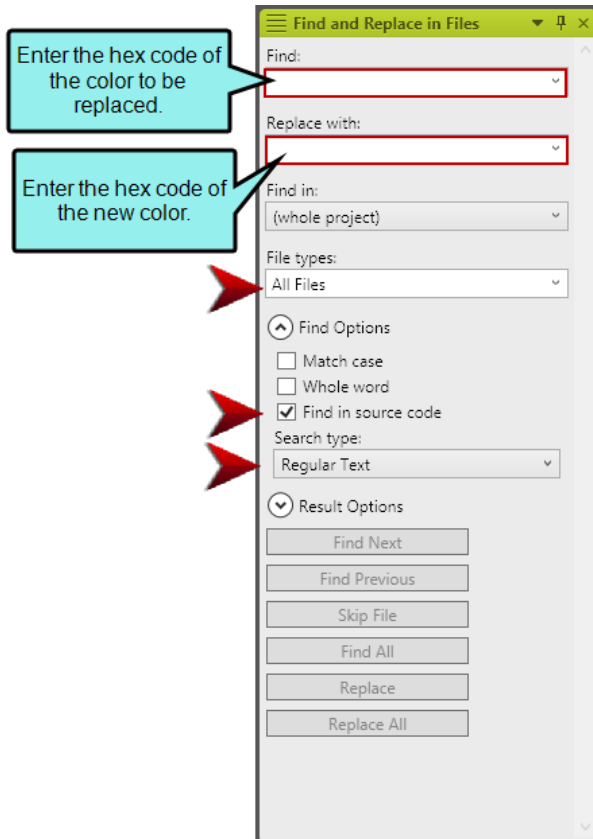 Find and Replace in Files
Enter the hex code of
the color to be
replaced.
Find:
Replace with:
Enter the hex code of
the new color.
Find in:
(whole project)
File types:
All Files
Find Options
Match case
Whole word
Find in source code
Search type:
Regular Text
Result Options
Find Next
Find Previous
Skip File
Find All
Replace
Replace All